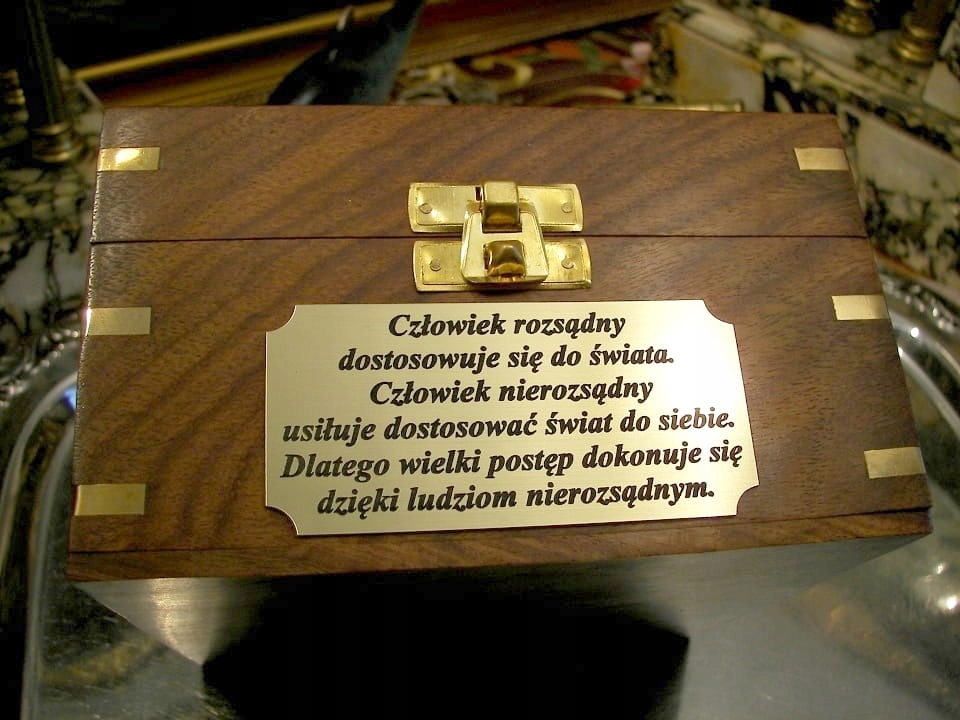 Człowiek rozsądny
dostosowuje się do świata.
Człowiek nierozsądny
usiłuje dostosować świat do siebie.
Dlatego wielki postęp dokonuje się
dzięki ludziom nierozsądnym.